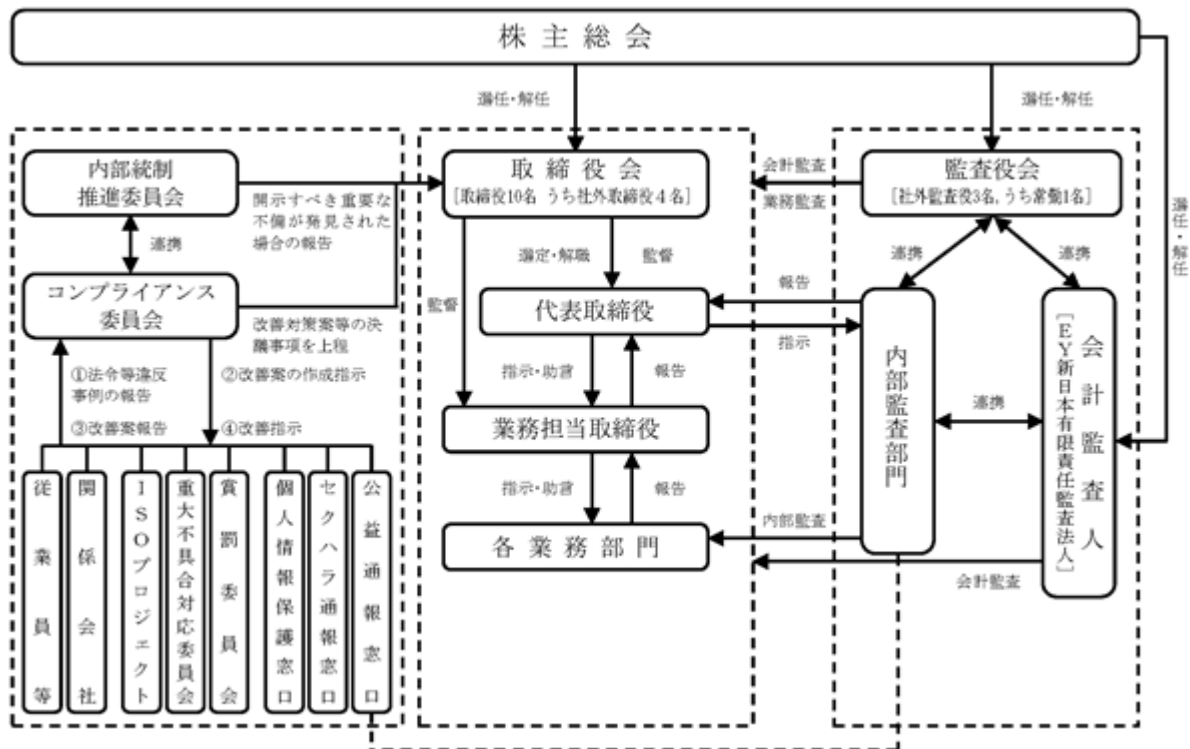 株主総会
選任・解任
選任・解任
選任・解任
内部統制
推進委員会
連携
コンプライアンス
委員会
開示すべき重要な
不備が発見された
場合の報告
改善対策案等の決
議事項を上程
①法令等違反
事例の報告
②改善案の作成指示
③改善案報告
④改善指示
従業員等
関係会社
ISOプロジェクト
重大不具合対応委員会
賞罰委員会
個人情報保護窓口
セクハラ通報窓口
公益通報窓口
取締役会
[取締役10名 うち社外取締役4名]
選定・解職
監督
監督
代表取締役
指示・助言
報告
業務担当取締役
指示・助言
報告
各業務部門
会計監査
業務監査
監査役会
[社外監査役3名,うち常勤1名]
連携
連携
報告
指示
内部監査部門
連携
会計監査人
[EY新日本有限責任監査法人]
内部監査
会計監査